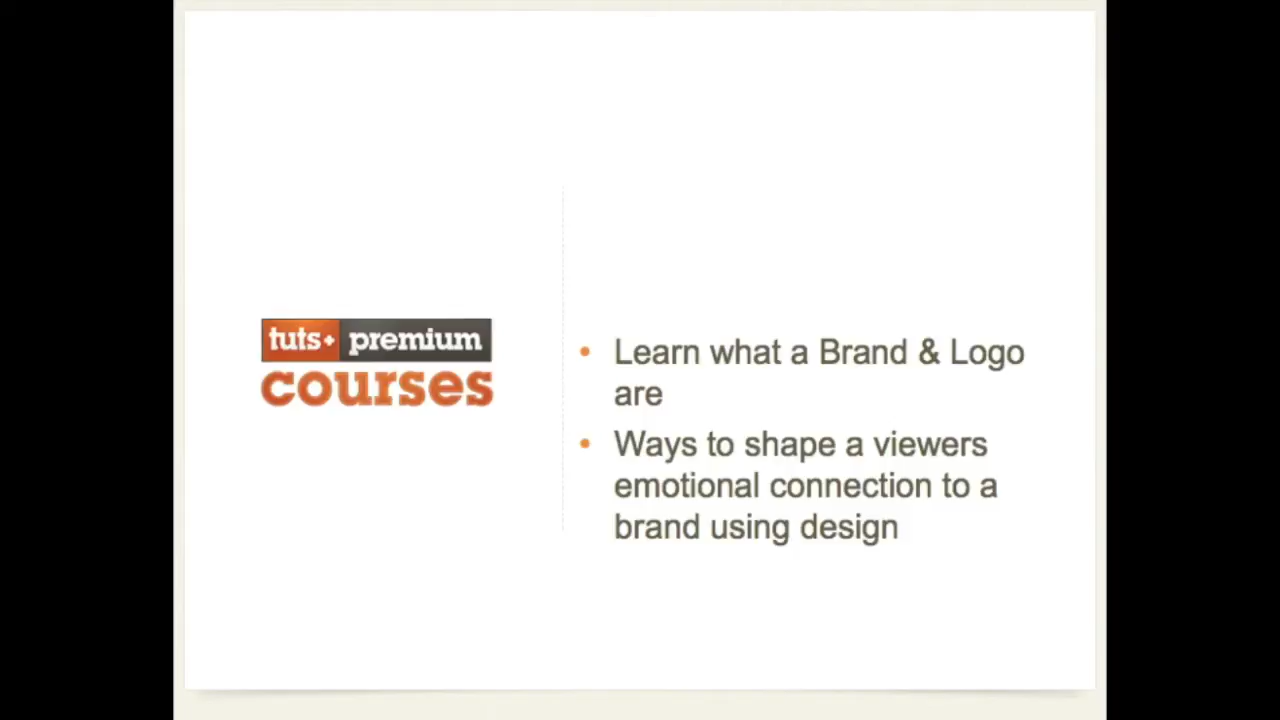 tuts+ premium
courses
• Learn what a Brand & Logo
are
• Ways to shape a viewers
emotional connection to a
brand using design